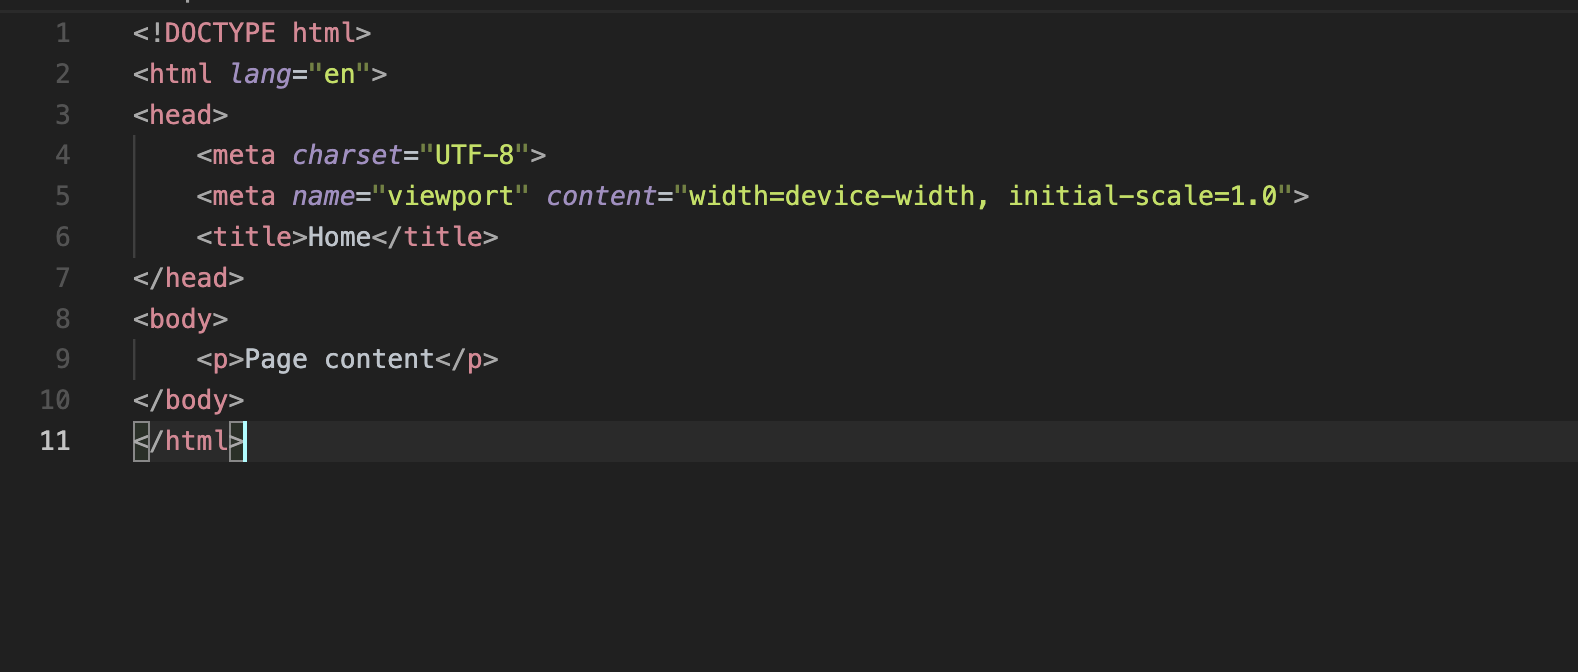 1 <!DOCTYPE html>
2 <html lang="en">
3 <head>
4     <meta charset="UTF-8">
5     <meta name="viewport" content="width=device-width, initial-scale=1.0">
6     <title>Home</title>
7 </head>
8 <body>
9     <p>Page content</p>
10 </body>
11 </html>